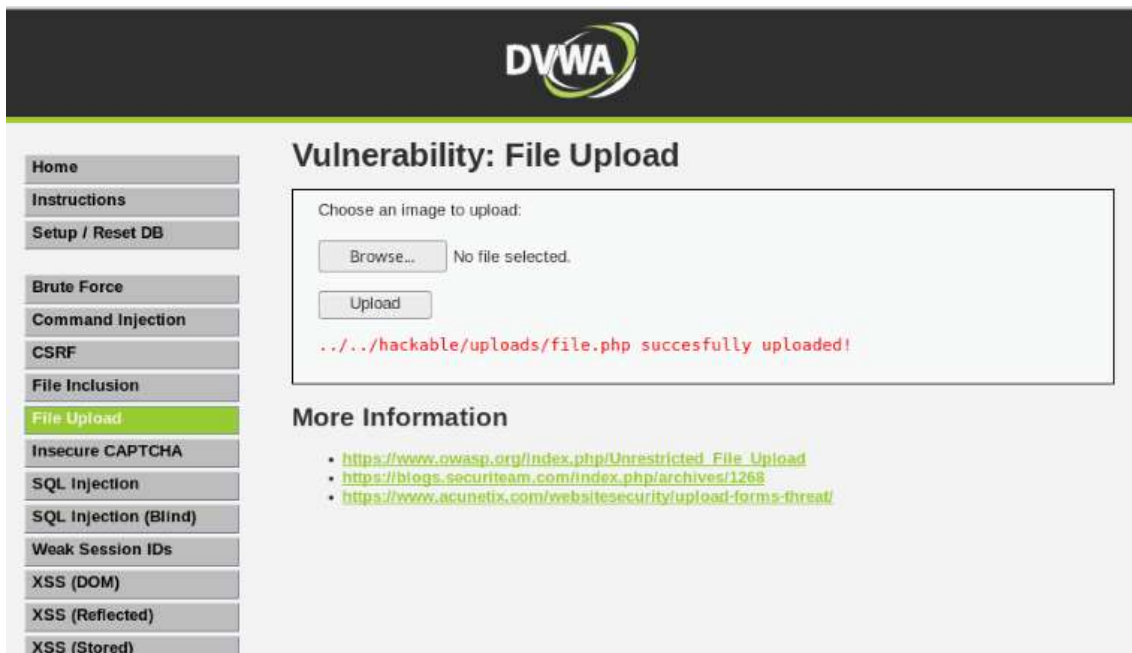 DVWA
Home
Instructions
Setup / Reset DB
Brute Force
Command Injection
CSRF
File Inclusion
File Upload
Insecure CAPTCHA
SQL Injection
SQL Injection (Blind)
Weak Session IDs
XSS (DOM)
XSS (Reflected)
XSS (Stored)
Vulnerability: File Upload
Choose an image to upload:
Browse... No file selected.
Upload
../../hackable/uploads/file.php succesfully uploaded!
More Information
https://www.owasp.org/index.php/Unrestricted_File_Upload
https://blogs.securiteam.com/index.php/archives/1268
https://www.acunetix.com/websitesecurity/upload-forms-threat/